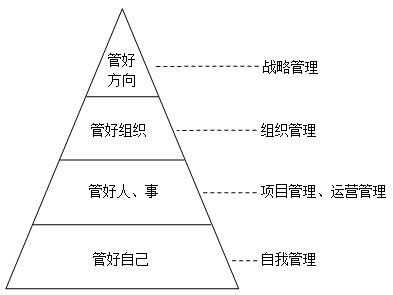 管好
方向
战略管理
管好组织
组织管理
管好人、事
项目管理、运营管理
管好自己
自我管理